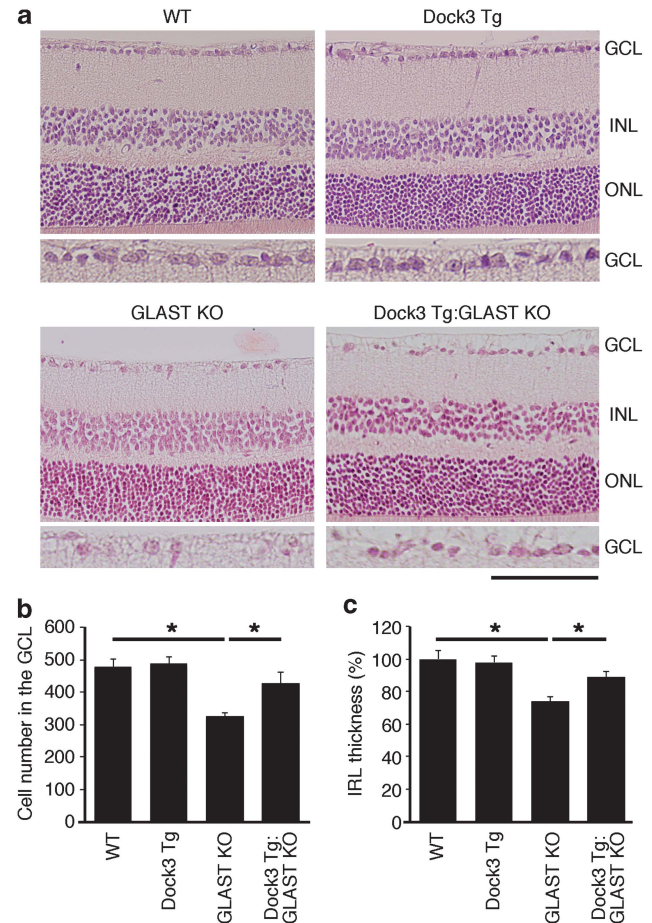 a
WT
Dock3 Tg
GCL
INL
ONL
GCL
GLAST KO
Dock3 Tg:GLAST KO
GCL
INL
ONL
GCL
b
Cell number in the GCL
600
500
400
300
200
100
0
*
*
WT
Dock3 Tg
GLAST KO
Dock3 Tg:
GLAST KO
c
IRL thickness (%)
120
100
80
60
40
20
0
*
*
WT
Dock3 Tg
GLAST KO
Dock3 Tg:
GLAST KO